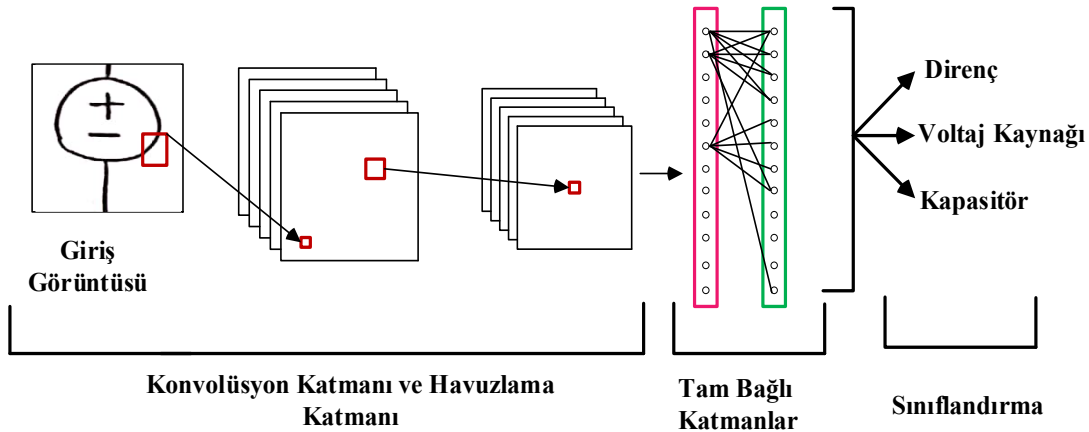 Giriş
Görüntüsü
Direnç
Voltaj Kaynağı
Kapasitör
Konvolüsyon Katmanı ve Havuzlama
Katmanı
Tam Bağlı
Katmanlar
Sınıflandırma